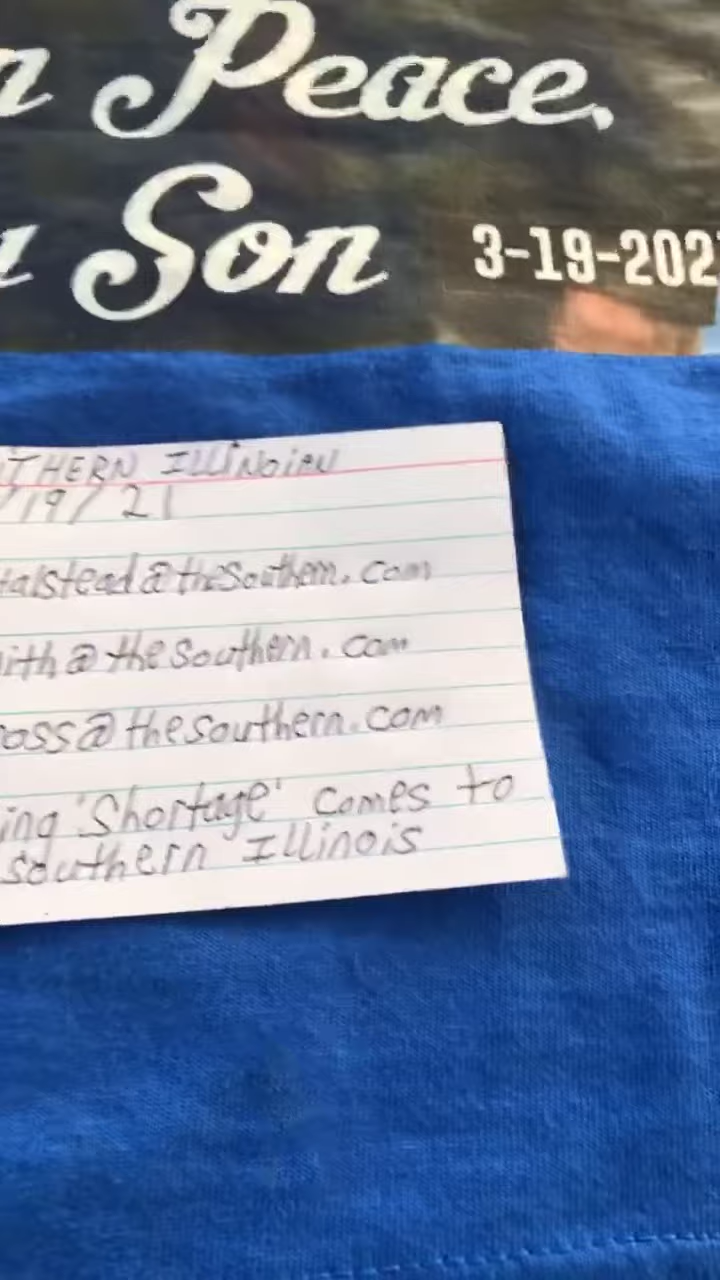 Peace.
Son 3-19-202
THERN ILLINOIAN
/19/21
Halstead@thesouthern.com
ith@thesouthern.com
oss@thesouthern.com
ing 'Shortage' comes to
southern Illinois